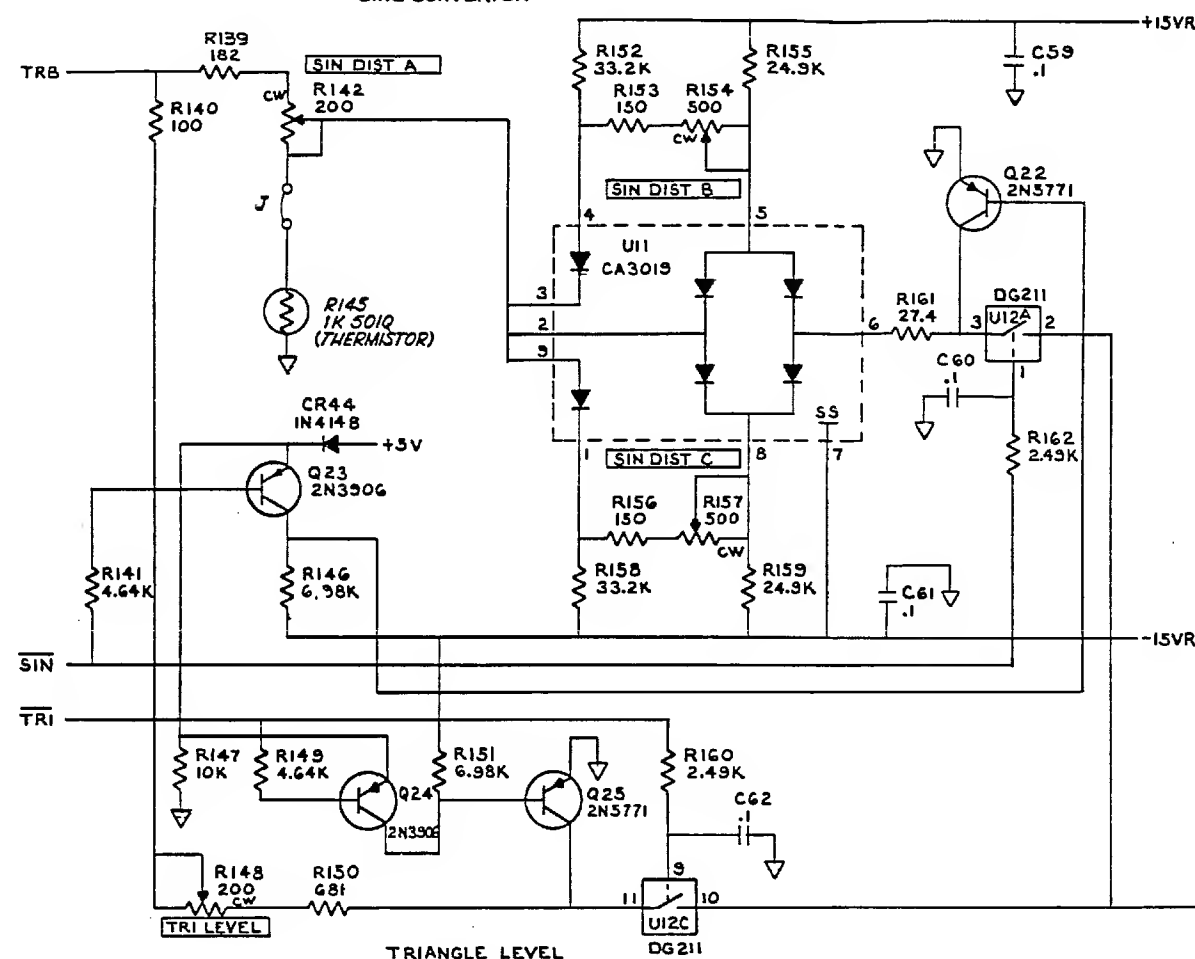 +15VR
R139
182
TRB
SIN DIST A
R152
33.2K
R155
24.9K
C59
.1
CW
R142
200
R140
100
R153
150
R154
500
CW
SIN DIST B
Q22
2N5771
J
4
5
U11
CA3019
R145
1K 501Q
(THERMISTOR)
3
2
9
6
R161
27.4
DG211
U12A
3
2
1
C60
.1
CR44
1N4148
+5V
SS
Q23
2N3906
1
SIN DIST C
8
7
R162
2.49K
R156
150
R157
500
CW
R141
4.64K
R146
6.98K
R158
33.2K
R159
24.9K
C61
.1
-15VR
SIN
TRI
R147
10K
R149
4.64K
Q24
2N3906
R151
6.98K
Q25
2N5771
R160
2.49K
C62
.1
R148
200
CW
R150
681
9
11
10
U12C
TRI LEVEL
TRIANGLE LEVEL
DG211